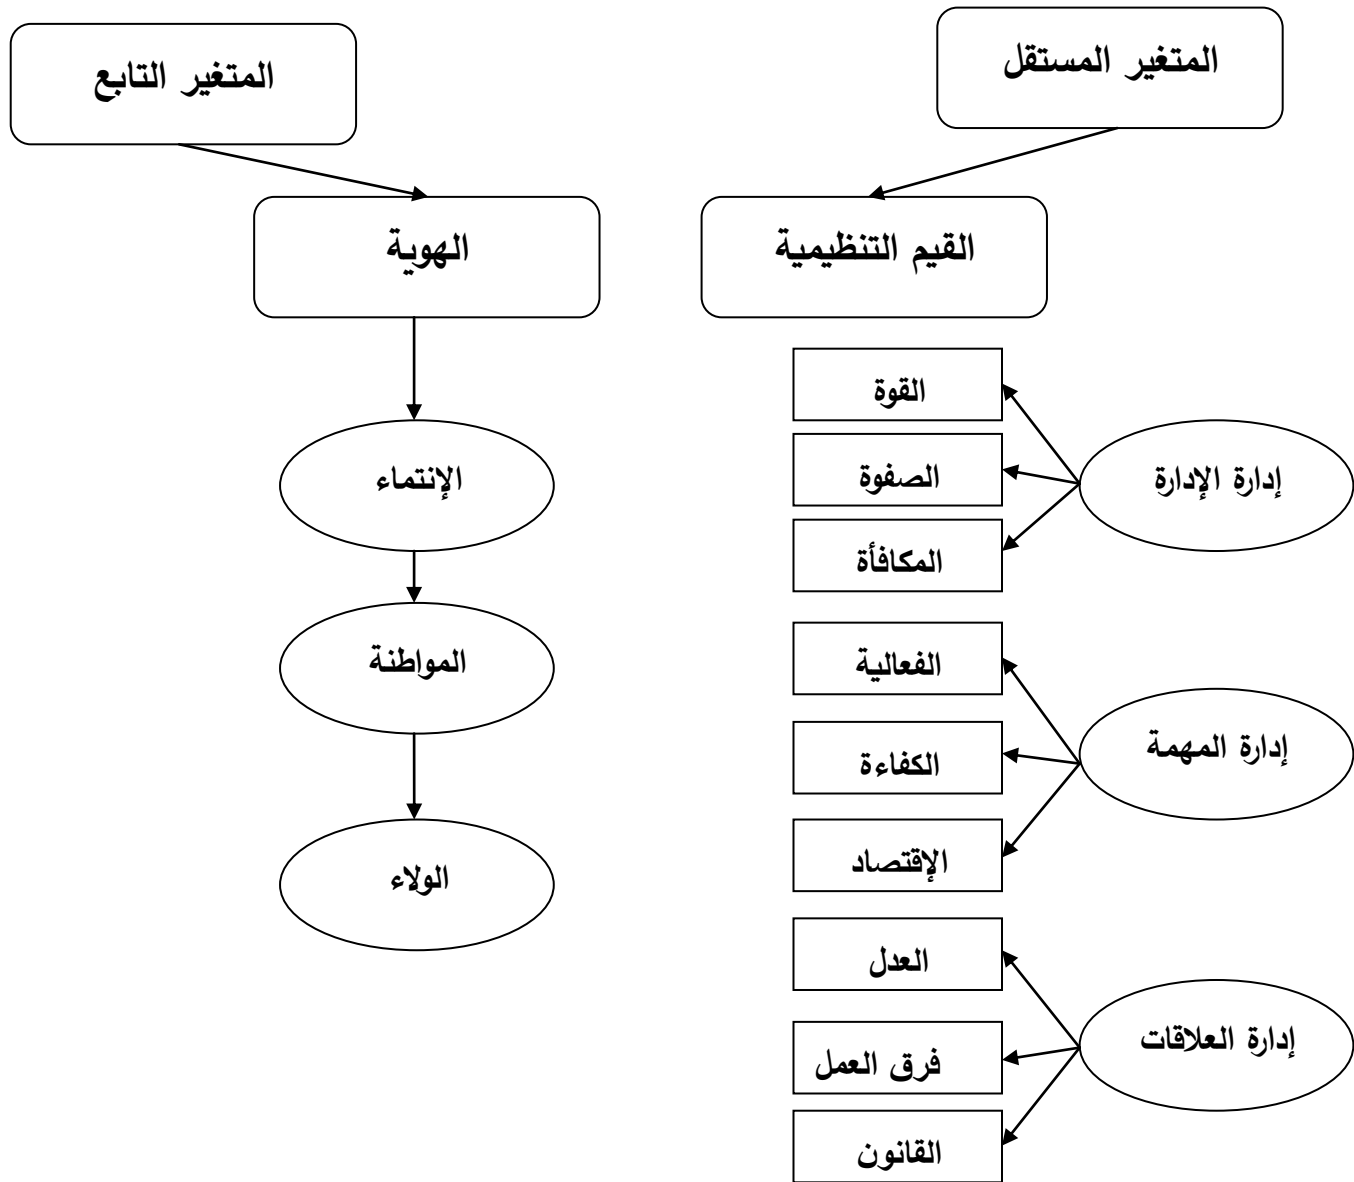 المتغير المستقل
المتغير التابع
القيم التنظيمية
الهوية
إدارة الإدارة
القوة
الصفوة
المكافأة
إدارة المهمة
الفعالية
الكفاءة
الإقتصاد
إدارة العلاقات
العدل
فرق العمل
القانون
الإنتماء
المواطنة
الولاء